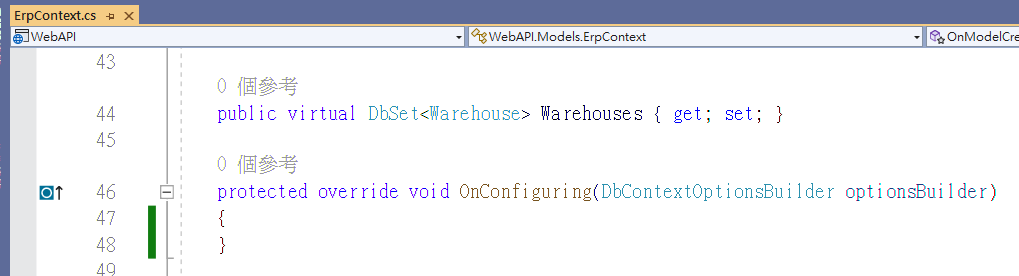 ErpContext.cs
WebAPI WebAPI.Models.ErpContext OnModelCre
43
0 個參考
44 public virtual DbSet<Warehouse> Warehouses { get; set; }
45
0 個參考
46 protected override void OnConfiguring(DbContextOptionsBuilder optionsBuilder)
47 {
48 }
49